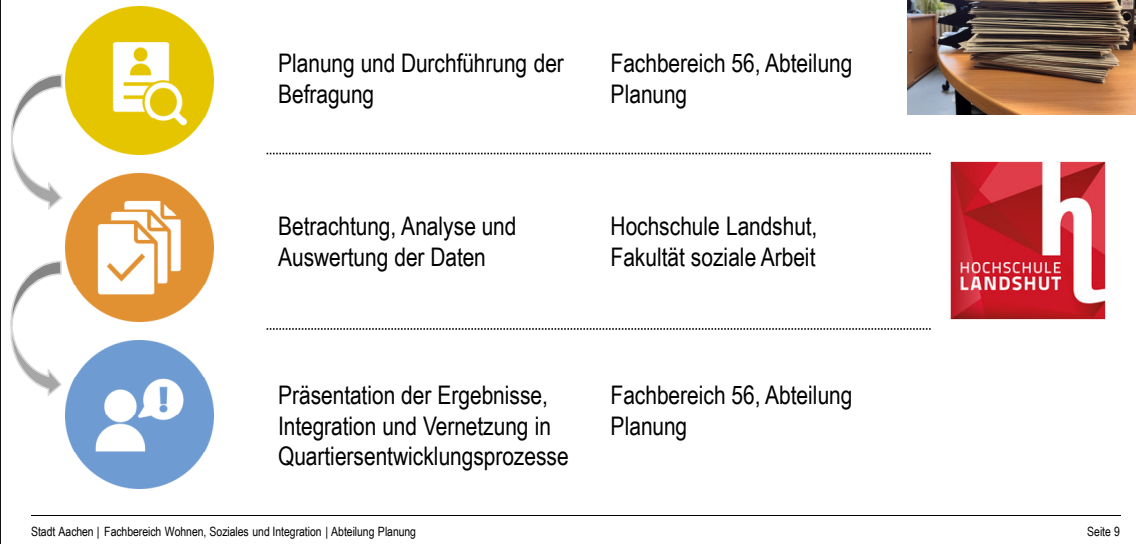 Planung und Durchführung der
Befragung
Fachbereich 56, Abteilung
Planung
Betrachtung, Analyse und
Auswertung der Daten
Hochschule Landshut,
Fakultät soziale Arbeit
HOCHSCHULE
LANDSHUT
Präsentation der Ergebnisse,
Integration und Vernetzung in
Quartiersentwicklungsprozesse
Fachbereich 56, Abteilung
Planung
Stadt Aachen | Fachbereich Wohnen, Soziales und Integration | Abteilung Planung
Seite 9